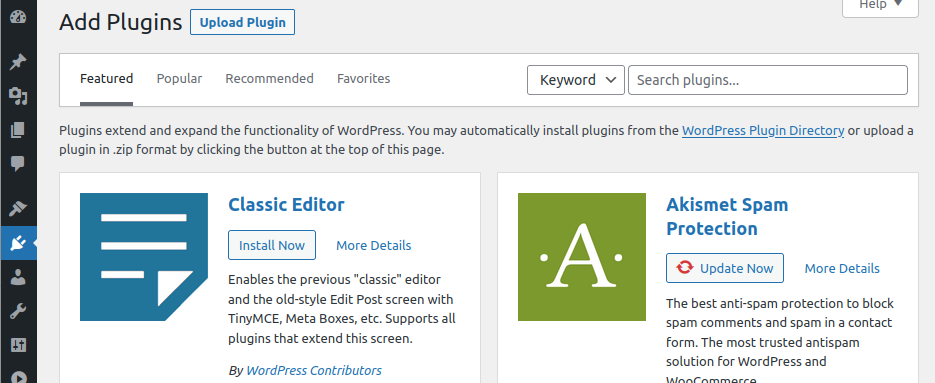 Help
Add Plugins
Upload Plugin
Featured
Popular
Recommended
Favorites
Keyword
Search plugins...
Plugins extend and expand the functionality of WordPress. You may automatically install plugins from the WordPress Plugin Directory or upload a
plugin in .zip format by clicking the button at the top of this page.
Classic Editor
Install Now
More Details
Enables the previous "classic" editor
and the old-style Edit Post screen with
TinyMCE, Meta Boxes, etc. Supports all
plugins that extend this screen.
By WordPress Contributors
·A·
Akismet Spam
Protection
Update Now
More Details
The best anti-spam protection to block
spam comments and spam in a contact
form. The most trusted antispam
solution for WordPress and
WooCommerce.